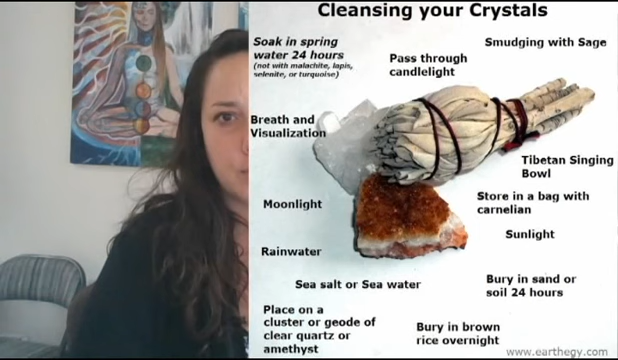 Cleansing your Crystals
Soak in spring
water 24 hours
(not with malachite, lapis,
selenite, or turquoise)
Pass through
candlelight
Smudging with Sage
Breath and
Visualization
Tibetan Singing
Bowl
Moonlight
Store in a bag with
carnelian
Sunlight
Rainwater
Sea salt or Sea water
Bury in sand or
soil 24 hours
Place on a
cluster or geode of
clear quartz or
amethyst
Bury in brown
rice overnight
www.earthegy.com